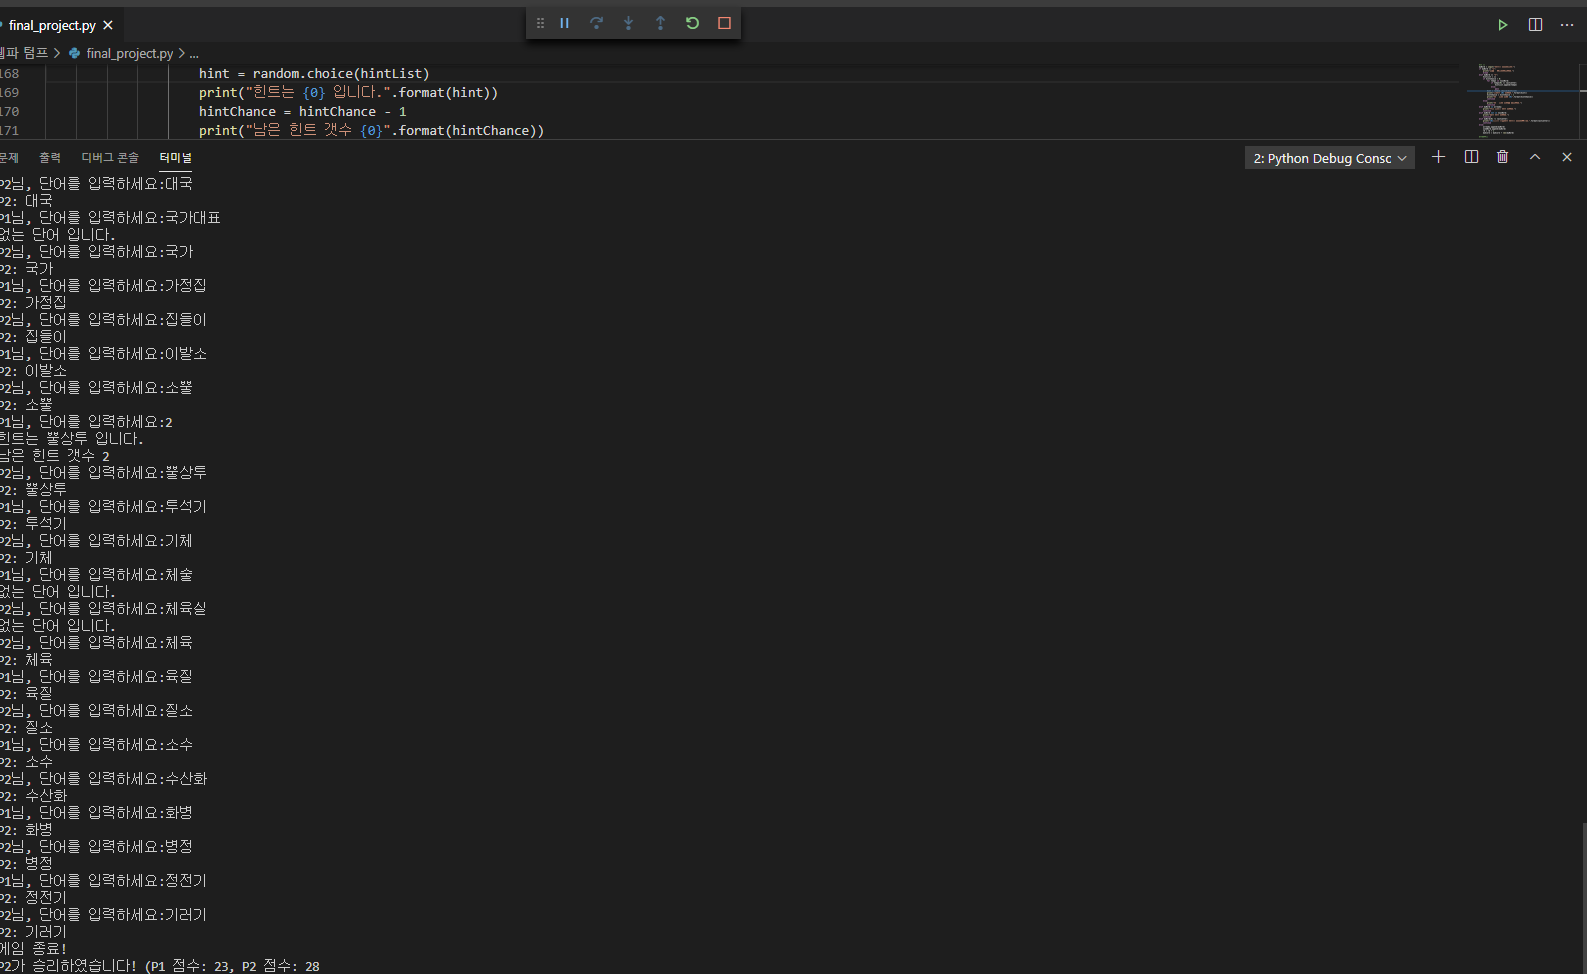 final_project.py
텀프 > final_project.py > ...
168 hint = random.choice(hintList)
169 print("힌트는 {0} 입니다.".format(hint))
170 hintChance = hintChance - 1
171 print("남은 힌트 갯수 {0}".format(hintChance))
문제 출력 디버그 콘솔 터미널 2: Python Debug Consc
P2님, 단어를 입력하세요:대국
P2: 대국
P1님, 단어를 입력하세요:국가대표
없는 단어 입니다.
P2님, 단어를 입력하세요:국가
P2: 국가
P1님, 단어를 입력하세요:가정집
P2: 가정집
P2님, 단어를 입력하세요:집들이
P2: 집들이
P1님, 단어를 입력하세요:이발소
P2: 이발소
P2님, 단어를 입력하세요:소뿔
P2: 소뿔
P1님, 단어를 입력하세요:2
힌트는 뿔상투 입니다.
남은 힌트 갯수 2
P2님, 단어를 입력하세요:뿔상투
P2: 뿔상투
P1님, 단어를 입력하세요:투석기
P2: 투석기
P2님, 단어를 입력하세요:기체
P2: 기체
P1님, 단어를 입력하세요:체술
없는 단어 입니다.
P2님, 단어를 입력하세요:체육실
없는 단어 입니다.
P2님, 단어를 입력하세요:체육
P2: 체육
P1님, 단어를 입력하세요:육질
P2: 육질
P2님, 단어를 입력하세요:질소
P2: 질소
P1님, 단어를 입력하세요:소수
P2: 소수
P2님, 단어를 입력하세요:수산화
P2: 수산화
P1님, 단어를 입력하세요:화병
P2: 화병
P2님, 단어를 입력하세요:병정
P2: 병정
P1님, 단어를 입력하세요:정전기
P2: 정전기
P2님, 단어를 입력하세요:기러기
P2: 기러기
게임 종료!
P2가 승리하였습니다! (P1 점수: 23, P2 점수: 28